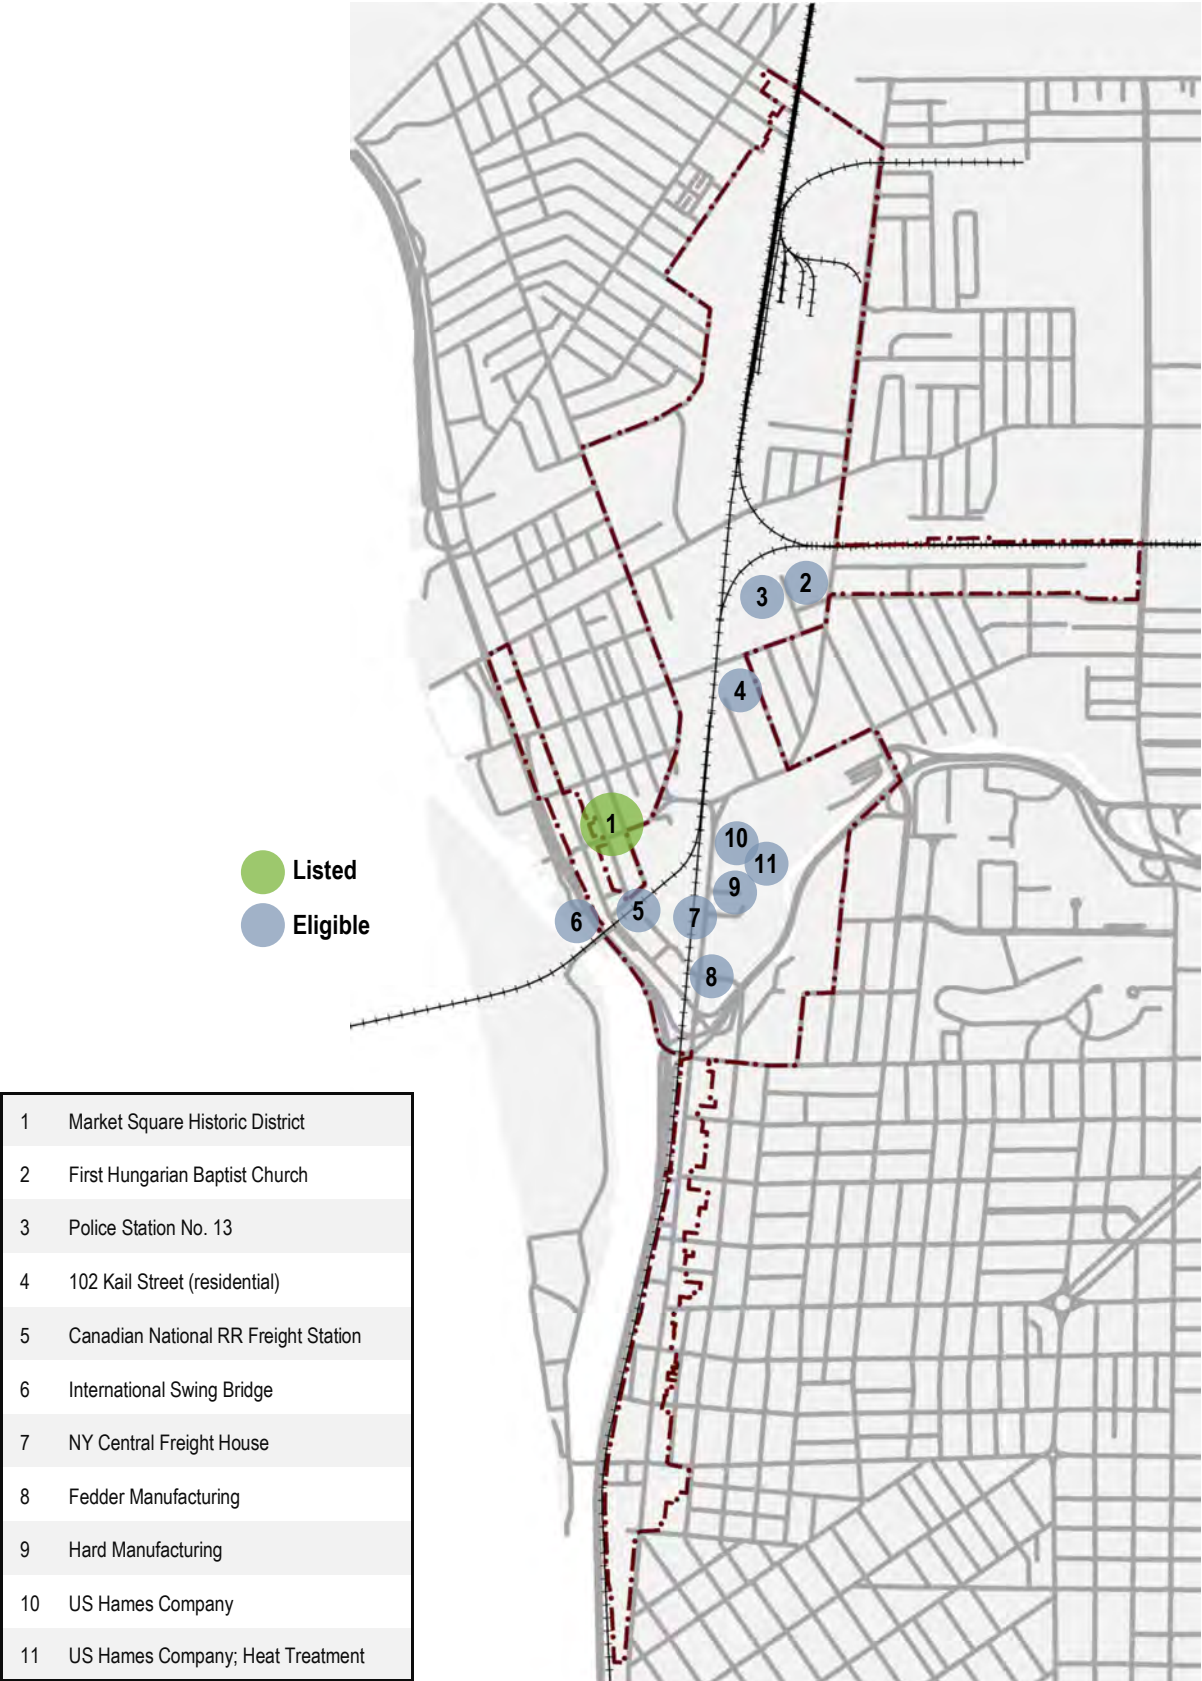 2
3
4
1
10
11
9
5
7
6
8
Listed
Eligible
1 Market Square Historic District
2 First Hungarian Baptist Church
3 Police Station No. 13
4 102 Kail Street (residential)
5 Canadian National RR Freight Station
6 International Swing Bridge
7 NY Central Freight House
8 Fedder Manufacturing
9 Hard Manufacturing
10 US Hames Company
11 US Hames Company; Heat Treatment